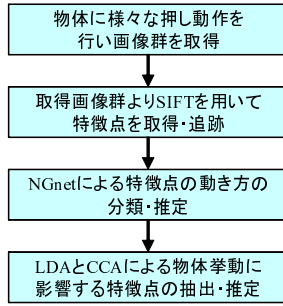 物体に様々な押し動作を
行い画像群を取得
取得画像群よりSIFTを用いて
特徴点を取得・追跡
NGnetによる特徴点の動き方の
分類・推定
LDAとCCAによる物体挙動に
影響する特徴点の抽出・推定